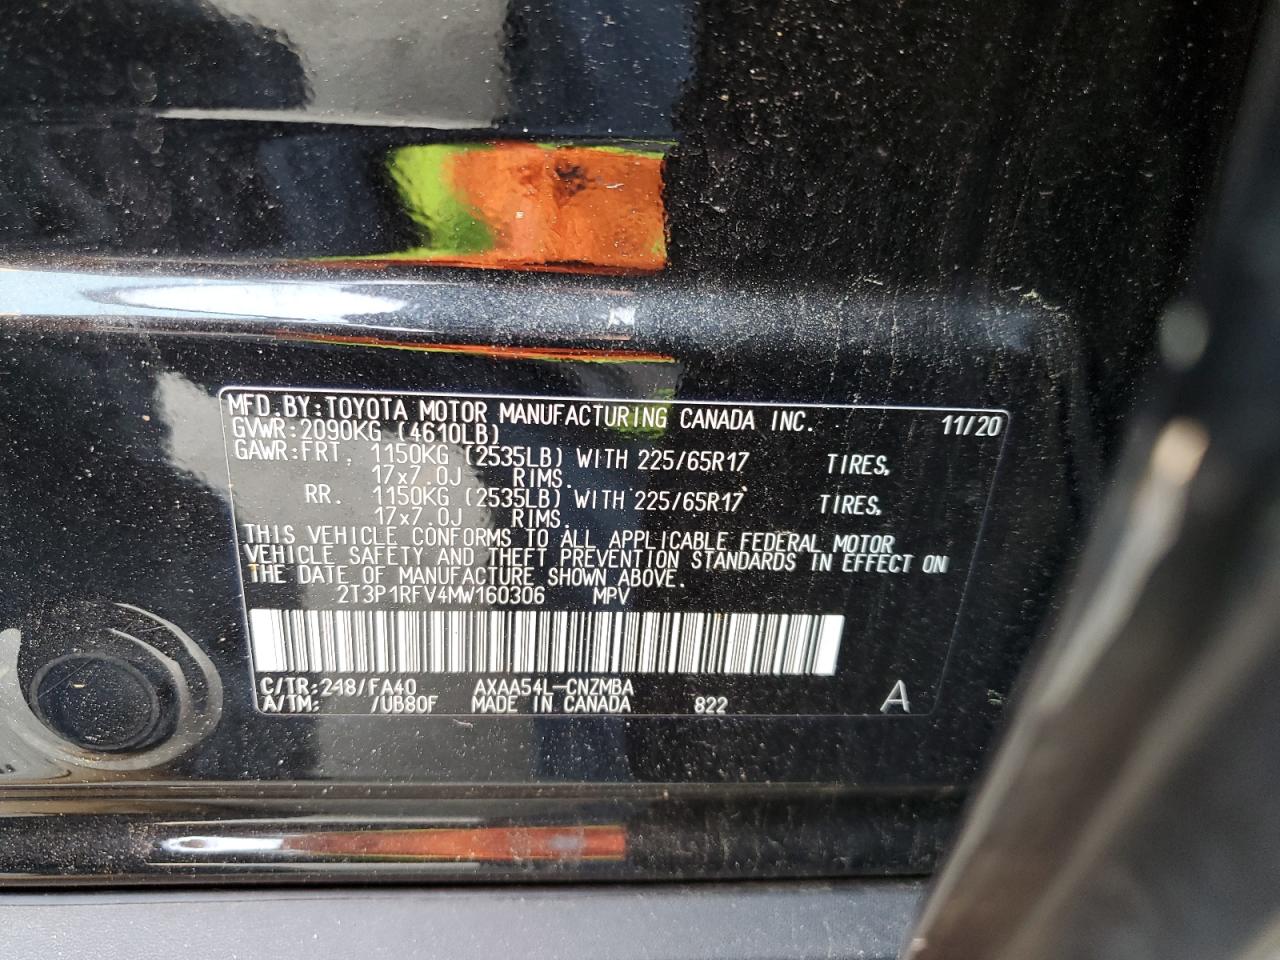 MFD.BY:TOYOTA MOTOR MANUFACTURING CANADA INC. 11/20
GVWR:2090KG (4610LB)
GAWR:FRT. 1150KG (2535LB) WITH 225/65R17 TIRES,
17x7.0J RIMS.
RR. 1150KG (2535LB) WITH 225/65R17 TIRES,
17x7.0J RIMS.
THIS VEHICLE CONFORMS TO ALL APPLICABLE FEDERAL MOTOR
VEHICLE SAFETY AND THEFT PREVENTION STANDARDS IN EFFECT ON
THE DATE OF MANUFACTURE SHOWN ABOVE.
2T3P1RFV4MW160306 MPV
C/TR:218/FA40 AXAA54L-CNZMBA
A/TM: /UB80F MADE IN CANADA 822 A